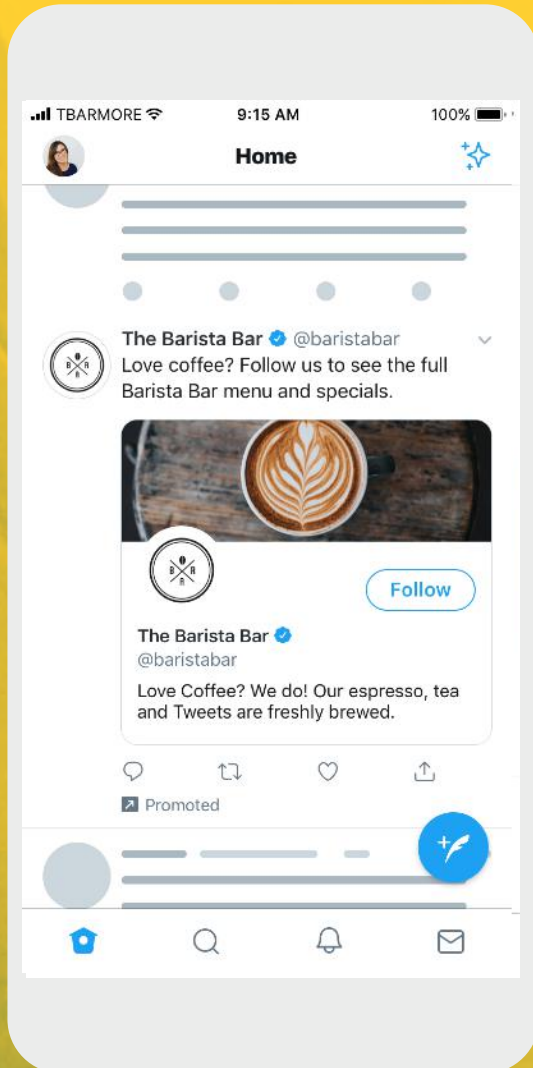 TBARMORE 9:15 AM 100%
Home
The Barista Bar @baristabar
Love coffee? Follow us to see the full
Barista Bar menu and specials.
B A R
B A R
Follow
The Barista Bar
@baristabar
Love Coffee? We do! Our espresso, tea
and Tweets are freshly brewed.
Promoted